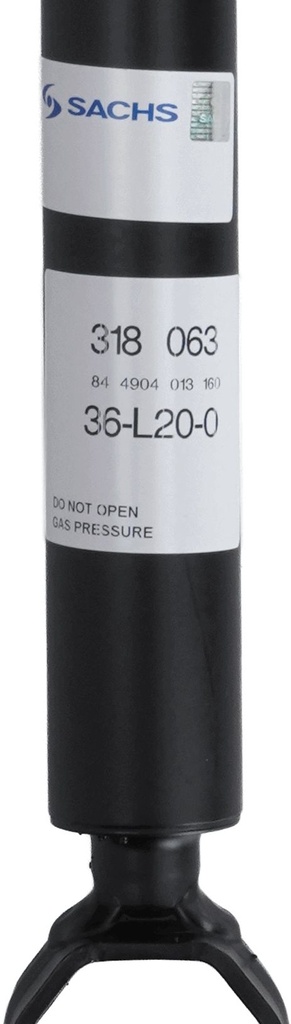 SACHS
318 063
84 4904 013 160
36-L20-0
DO NOT OPEN
GAS PRESSURE